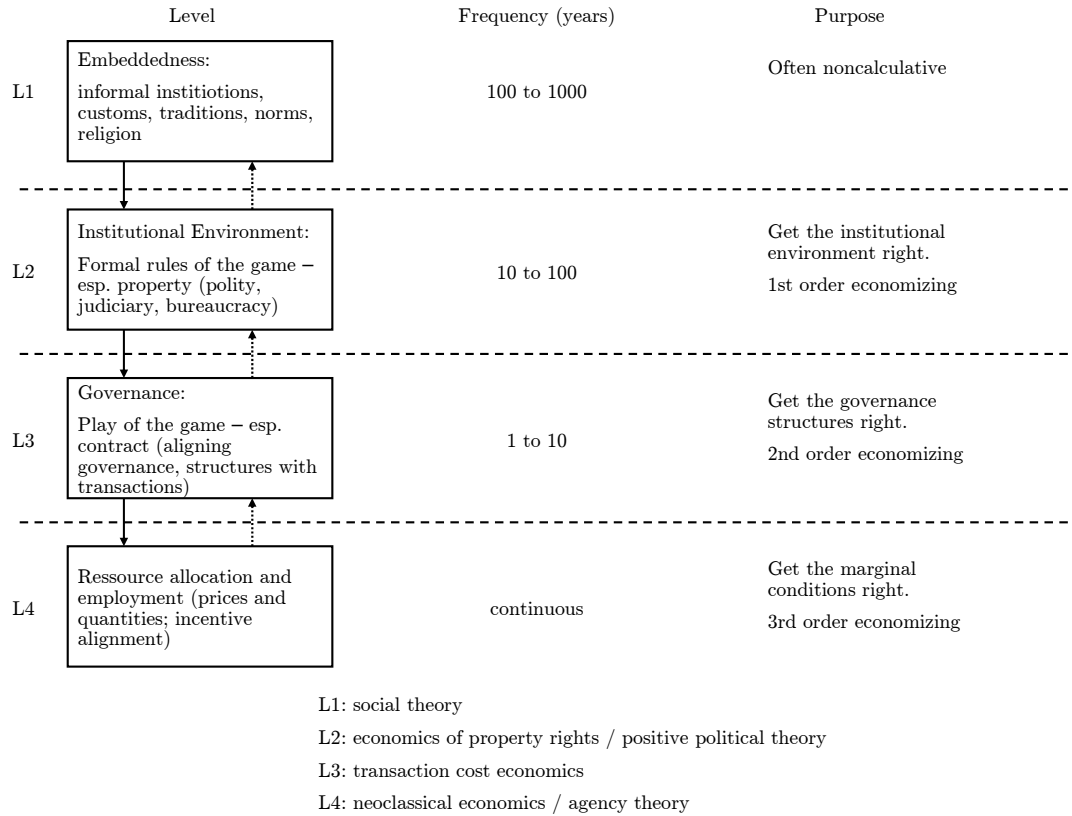 Level Frequency (years) Purpose
Embeddedness:
informal institiotions,
customs, traditions, norms,
religion
L1
100 to 1000
Often noncalculative
Institutional Environment:
Formal rules of the game –
esp. property (polity,
judiciary, bureaucracy)
L2
10 to 100
Get the institutional
environment right.
1st order economizing
Governance:
Play of the game – esp.
contract (aligning
governance, structures with
transactions)
L3
1 to 10
Get the governance
structures right.
2nd order economizing
Ressource allocation and
employment (prices and
quantities; incentive
alignment)
L4
continuous
Get the marginal
conditions right.
3rd order economizing
L1: social theory
L2: economics of property rights / positive political theory
L3: transaction cost economics
L4: neoclassical economics / agency theory